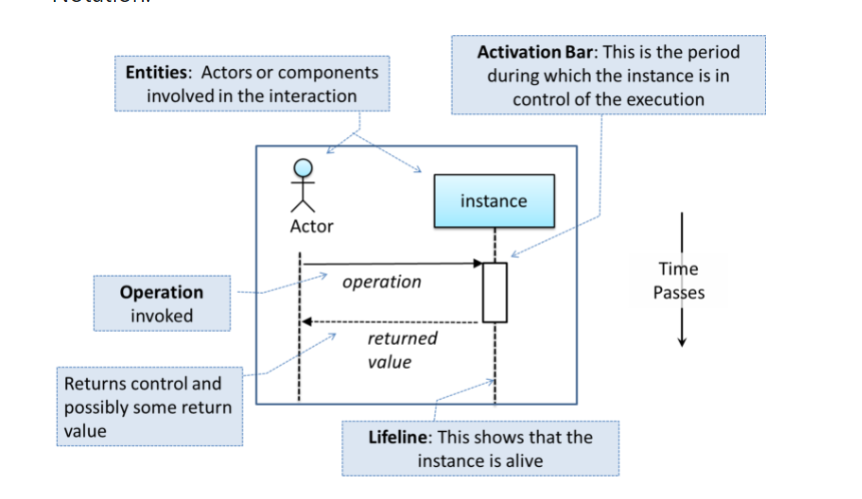 Notation:
Entities: Actors or components
involved in the interaction
Activation Bar: This is the period
during which the instance is in
control of the execution
Actor
instance
operation
Operation
invoked
returned
value
Returns control and
possibly some return
value
Lifeline: This shows that the
instance is alive
Time
Passes